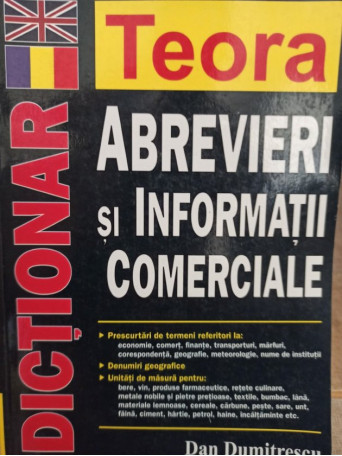 Teora
DICȚIONAR
ABREVIERI
ȘI INFORMAȚII
COMERCIALE
Prescurtări de termeni referitori la:
economie, comerț, finanțe, transporturi, mărfuri,
corespondență, geografie, meteorologie, nume de instituții
Denumiri geografice
Unități de măsură pentru:
bere, vin, produse farmaceutice, rețete culinare,
metale nobile și pietre prețioase, textile, bumbac, lână,
materiale lemnoase, cereale, cărbune, pește, sare, unt,
făină, ciment, hârtie, petrol, haine, încălțăminte etc.
Dan Dumitrescu